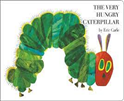 THE VERY
HUNGRY
CATERPILLAR
by Eric Carle